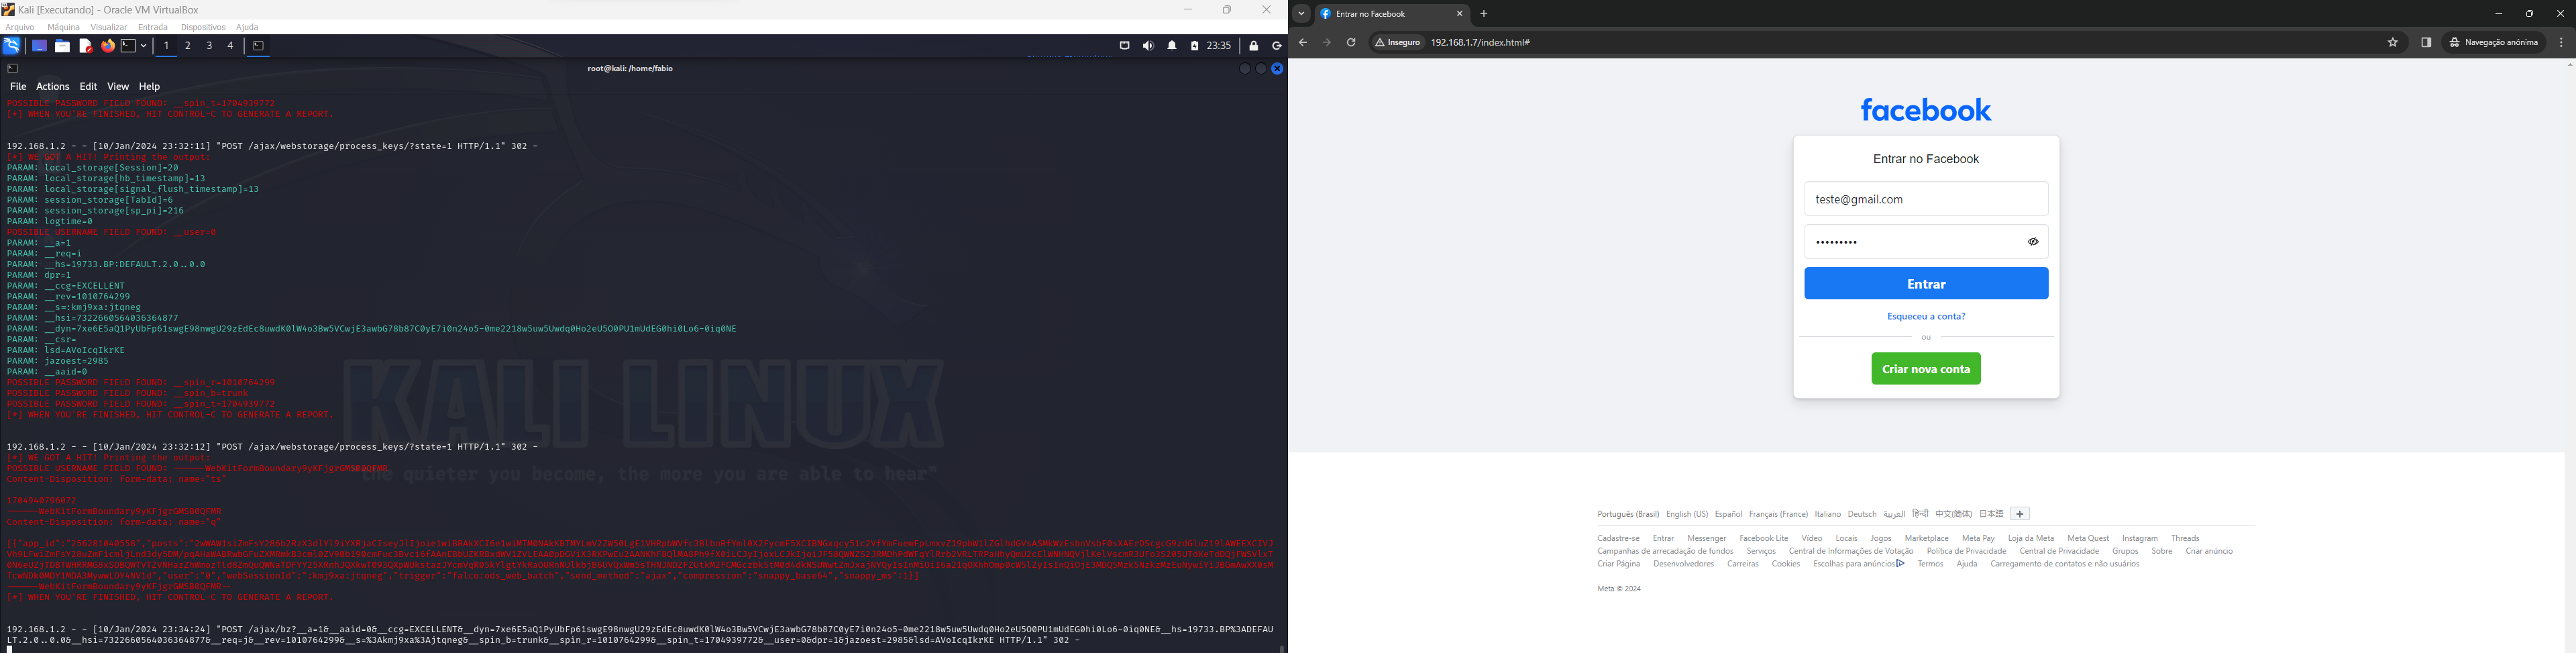 Kali [Executando] - Oracle VM VirtualBox
Arquivo Máquina Visualizar Entrada Dispositivos Ajuda
1 2 3 4 23:35
root@kali: /home/fabio
File Actions Edit View Help
POSSIBLE PASSWORD FIELD FOUND: __spin_t=1704939772
[*] WHEN YOU'RE FINISHED, HIT CONTROL-C TO GENERATE A REPORT.
192.168.1.2 - - [10/Jan/2024 23:32:11] "POST /ajax/webstorage/process_keys/?state=1 HTTP/1.1" 302 -
[*] WE GOT A HIT! Printing the output:
PARAM: local_storage[Session]=20
PARAM: local_storage[hb_timestamp]=13
PARAM: local_storage[signal_flush_timestamp]=13
PARAM: session_storage[TabId]=6
PARAM: session_storage[sp_pi]=216
PARAM: logtime=0
POSSIBLE USERNAME FIELD FOUND: __user=0
PARAM: __a=1
PARAM: __req=i
PARAM: __hs=19733.BP:DEFAULT.2.0..0.0
PARAM: dpr=1
PARAM: __ccg=EXCELLENT
PARAM: __rev=1010764299
PARAM: __s=:kmj9xa:jtqneg
PARAM: __hsi=7322660564036364877
PARAM: __dyn=7xe6E5aQ1PyUbFp61swgE98nwgU29zEdEc8uwdK0lW4o3Bw5VCwjE3awbG78b87C0yE7i0n24o5-0me2218w5uw5Uwdq0Ho2eU5O0PU1mUdEG0hi0Lo6-0iq0NE
PARAM: __csr=
PARAM: lsd=AVoIcqIkrKE
PARAM: jazoest=2985
PARAM: __aaid=0
POSSIBLE PASSWORD FIELD FOUND: __spin_r=1010764299
POSSIBLE PASSWORD FIELD FOUND: __spin_b=trunk
POSSIBLE PASSWORD FIELD FOUND: __spin_t=1704939772
[*] WHEN YOU'RE FINISHED, HIT CONTROL-C TO GENERATE A REPORT.
KALI LINUX
192.168.1.2 - - [10/Jan/2024 23:32:12] "POST /ajax/webstorage/process_keys/?state=1 HTTP/1.1" 302 -
[*] WE GOT A HIT! Printing the output:
POSSIBLE USERNAME FIELD FOUND: ------WebKitFormBoundary9yKFjgrGMSB0QFMR
"the quieter you become, the more you are able to hear"
Content-Disposition: form-data; name="ts"
1704940796072
------WebKitFormBoundary9yKFjgrGMSB0QFMR
Content-Disposition: form-data; name="q"
------WebKitFormBoundary9yKFjgrGMSB0QFMR--
[*] WHEN YOU'RE FINISHED, HIT CONTROL-C TO GENERATE A REPORT.
192.168.1.2 - - [10/Jan/2024 23:34:24] "POST /ajax/bz?__a=1&__aaid=0&__ccg=EXCELLENT&__dyn=7xe6E5aQ1PyUbFp61swgE98nwgU29zEdEc8uwdK0lW4o3Bw5VCwjE3awbG78b87C0yE7i0n24o5-0me2218w5uw5Uwdq0Ho2eU5O0PU1mUdEG0hi0Lo6-0iq0NE&__hs=19733.BP%3ADEFAU
LT.2.0..0.0&__hsi=7322660564036364877&__req=j&__rev=1010764299&__s=%3Akmj9xa%3Ajtqneg&__spin_b=trunk&__spin_r=1010764299&__spin_t=1704939772&__user=0&dpr=1&jazoest=2985&lsd=AVoIcqIkrKE HTTP/1.1" 302 -
Entrar no Facebook
Inseguro 192.168.1.7/index.html#
Navegação anónima
facebook
Entrar no Facebook
teste@gmail.com
•••••••••
Entrar
Esqueceu a conta?
ou
Criar nova conta
Português (Brasil) English (US) Español Français (France) Italiano Deutsch العربية हिन्दी 中文(简体) 日本語 +
Cadastre-se Entrar Messenger Facebook Lite Vídeo Locais Jogos Marketplace Meta Pay Loja da Meta Meta Quest Instagram Threads
Campanhas de arrecadação de fundos Serviços Central de Informações de Votação Política de Privacidade Central de Privacidade Grupos Sobre Criar anúncio
Criar Página Desenvolvedores Carreiras Cookies Escolhas para anúncios Termos Ajuda Carregamento de contatos e não usuários
Meta © 2024